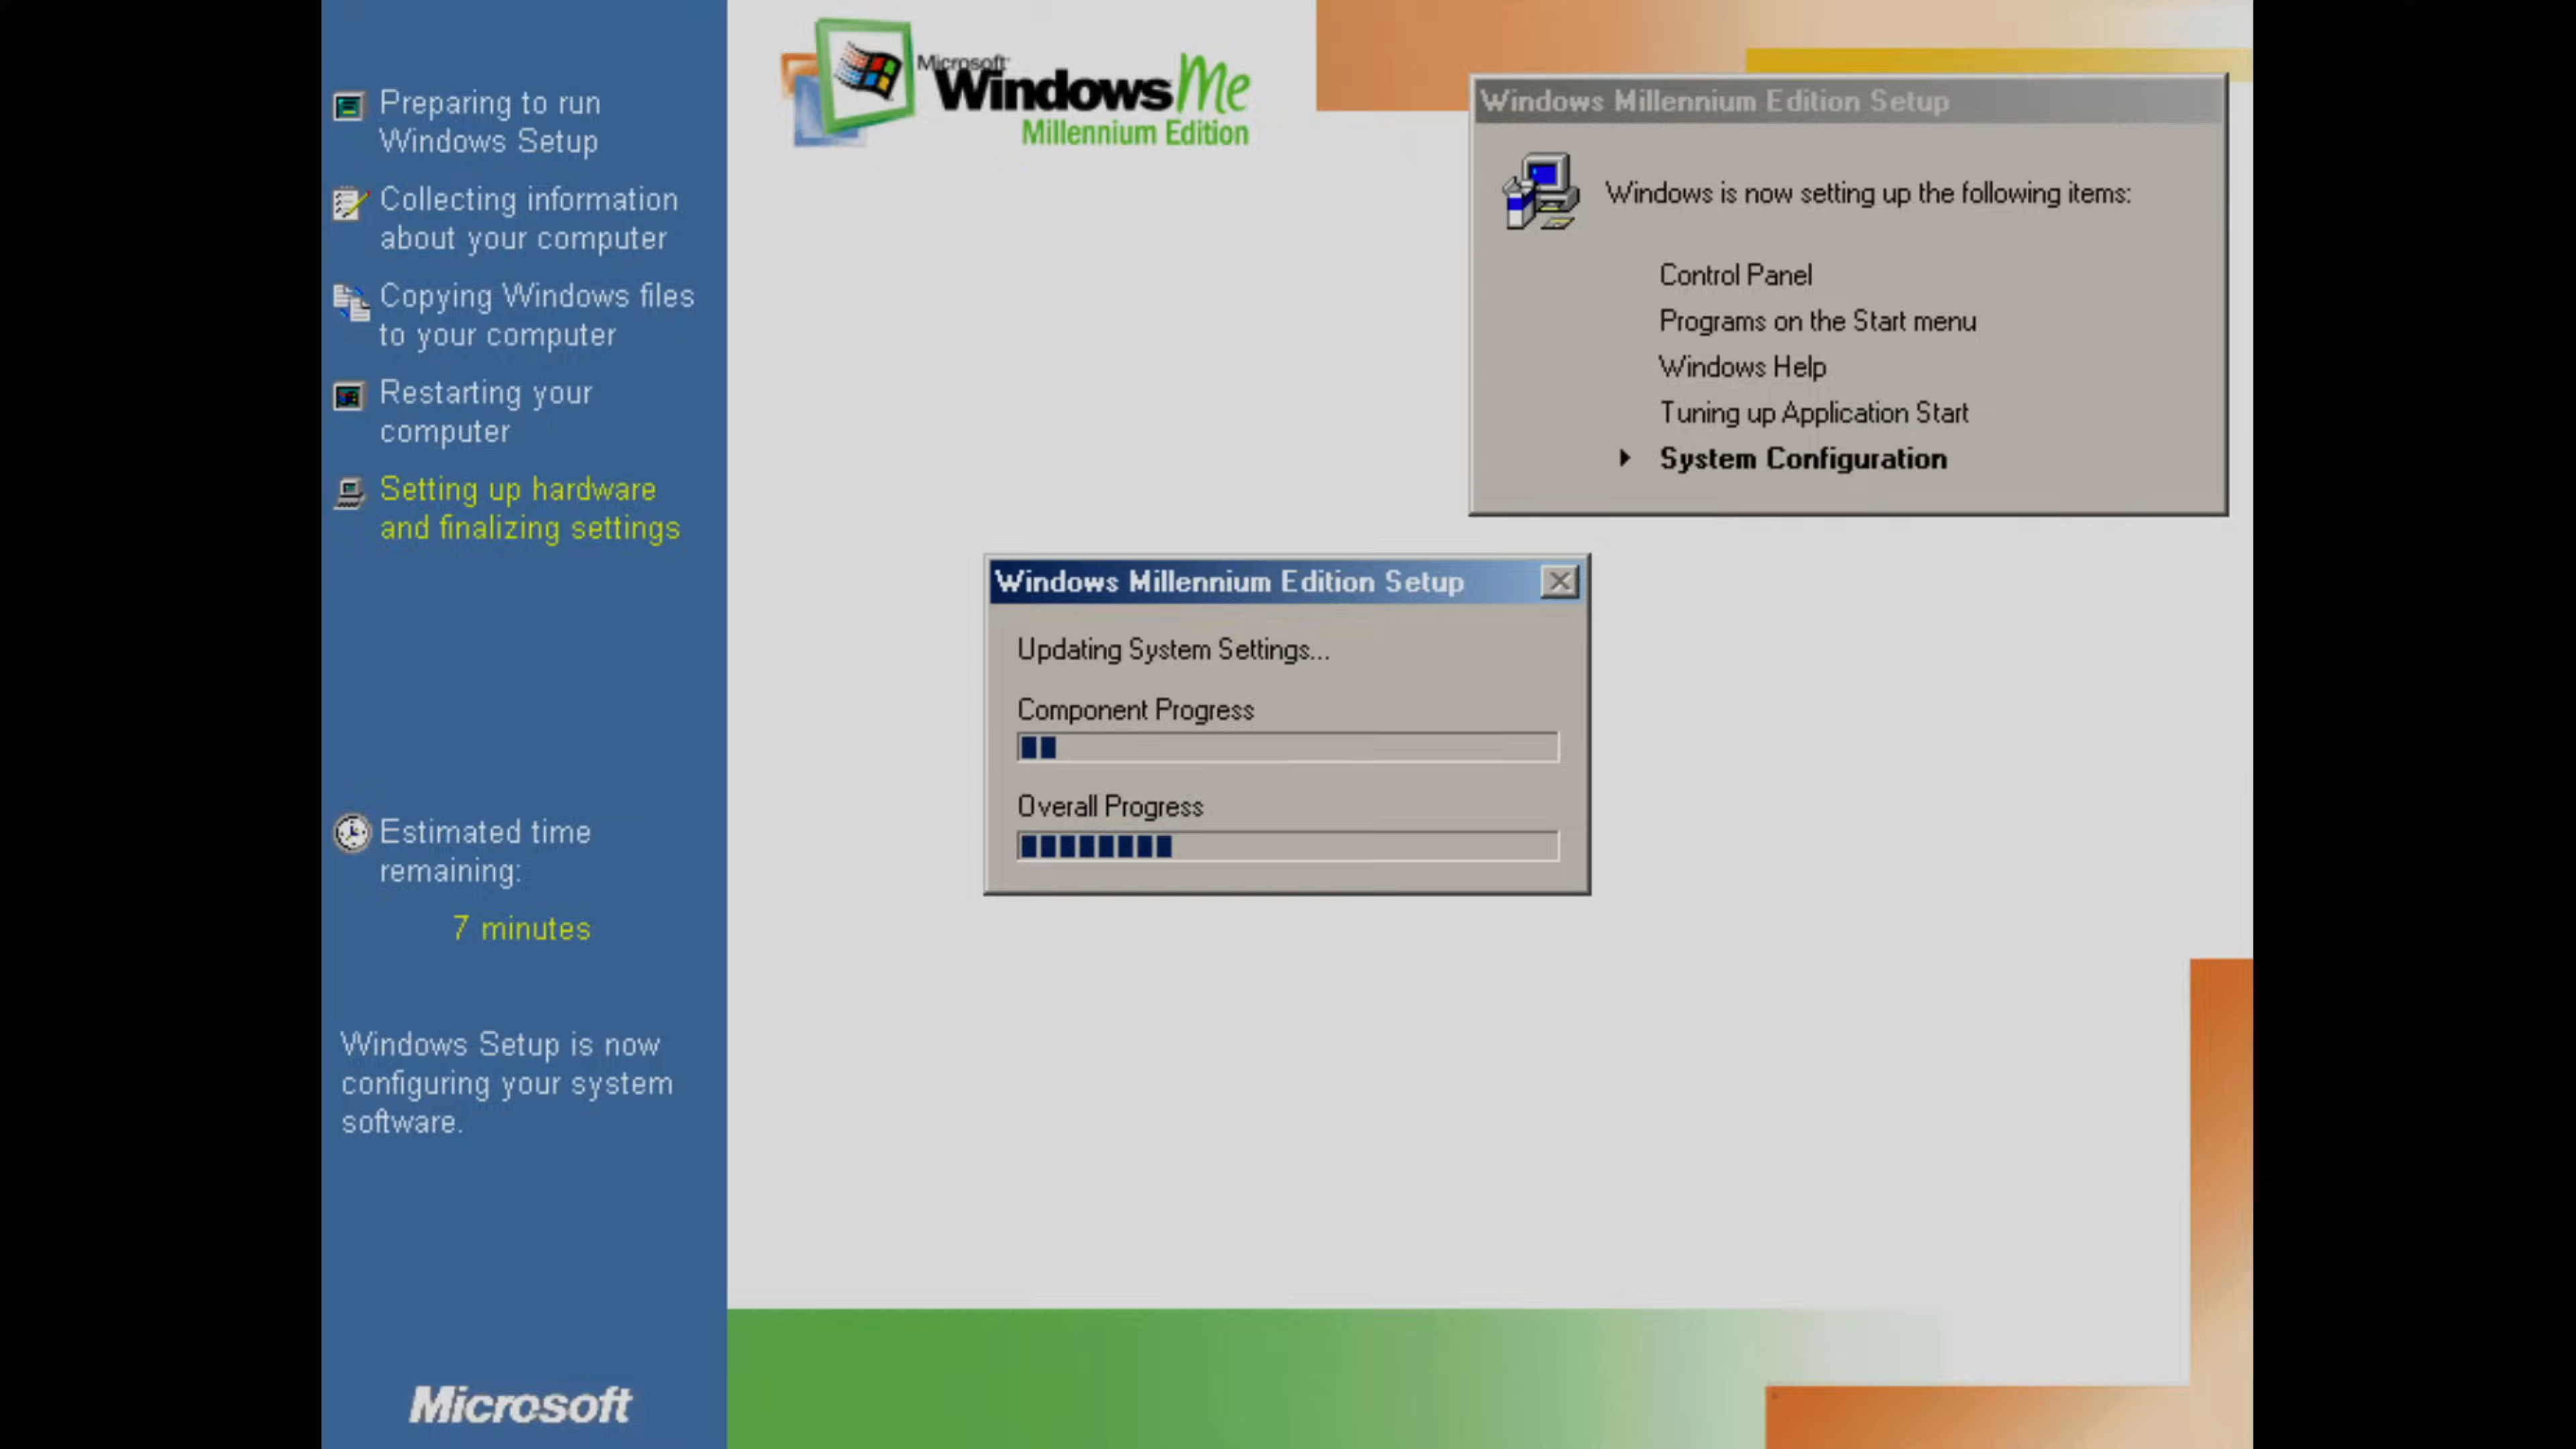 Preparing to run
Windows Setup
Collecting information
about your computer
Copying Windows files
to your computer
Restarting your
computer
Setting up hardware
and finalizing settings
Estimated time
remaining:
7 minutes
Windows Setup is now
configuring your system
software.
Microsoft
Microsoft
Windows Me
Millennium Edition
Windows Millennium Edition Setup
Windows is now setting up the following items:
Control Panel
Programs on the Start menu
Windows Help
Tuning up Application Start
System Configuration
Windows Millennium Edition Setup
Updating System Settings...
Component Progress
Overall Progress